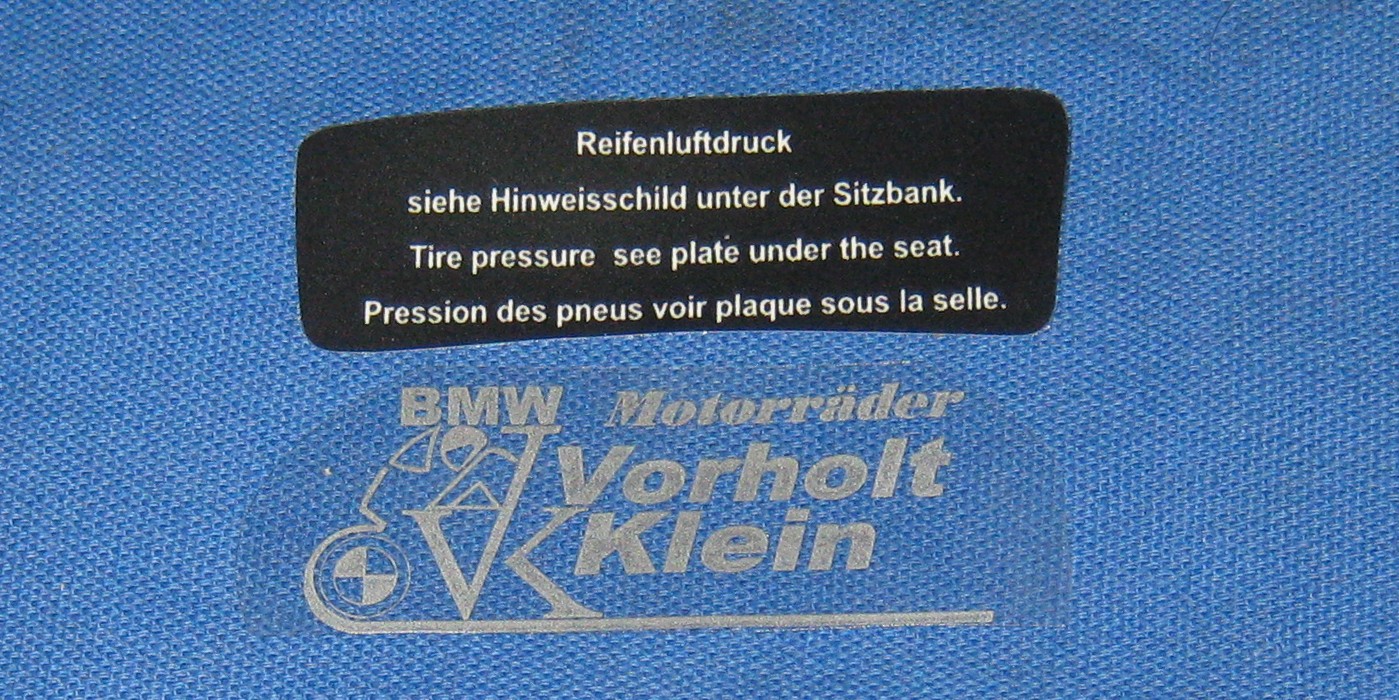 Reifenluftdruck
siehe Hinweisschild unter der Sitzbank.
Tire pressure  see plate under the seat.
Pression des pneus voir plaque sous la selle.
BMW Motorräder
Vorholt
VK Klein